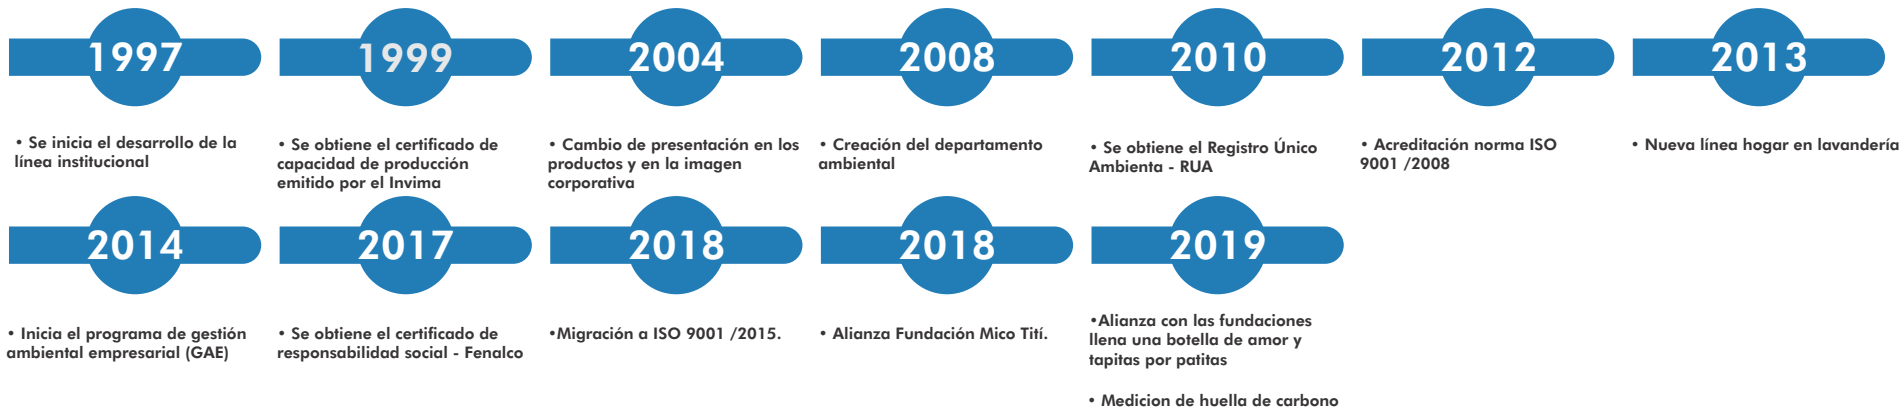 1997
• Se inicia el desarrollo de la
línea institucional
1999
• Se obtiene el certificado de
capacidad de producción
emitido por el Invima
2004
• Cambio de presentación en los
productos y en la imagen
corporativa
2008
• Creación del departamento
ambiental
2010
• Se obtiene el Registro Único
Ambienta - RUA
2012
• Acreditación norma ISO
9001 /2008
2013
• Nueva línea hogar en lavandería
2014
• Inicia el programa de gestión
ambiental empresarial (GAE)
2017
• Se obtiene el certificado de
responsabilidad social - Fenalco
2018
•Migración a ISO 9001 /2015.
2018
• Alianza Fundación Mico Tití.
2019
•Alianza con las fundaciones
llena una botella de amor y
tapitas por patitas
• Medicion de huella de carbono